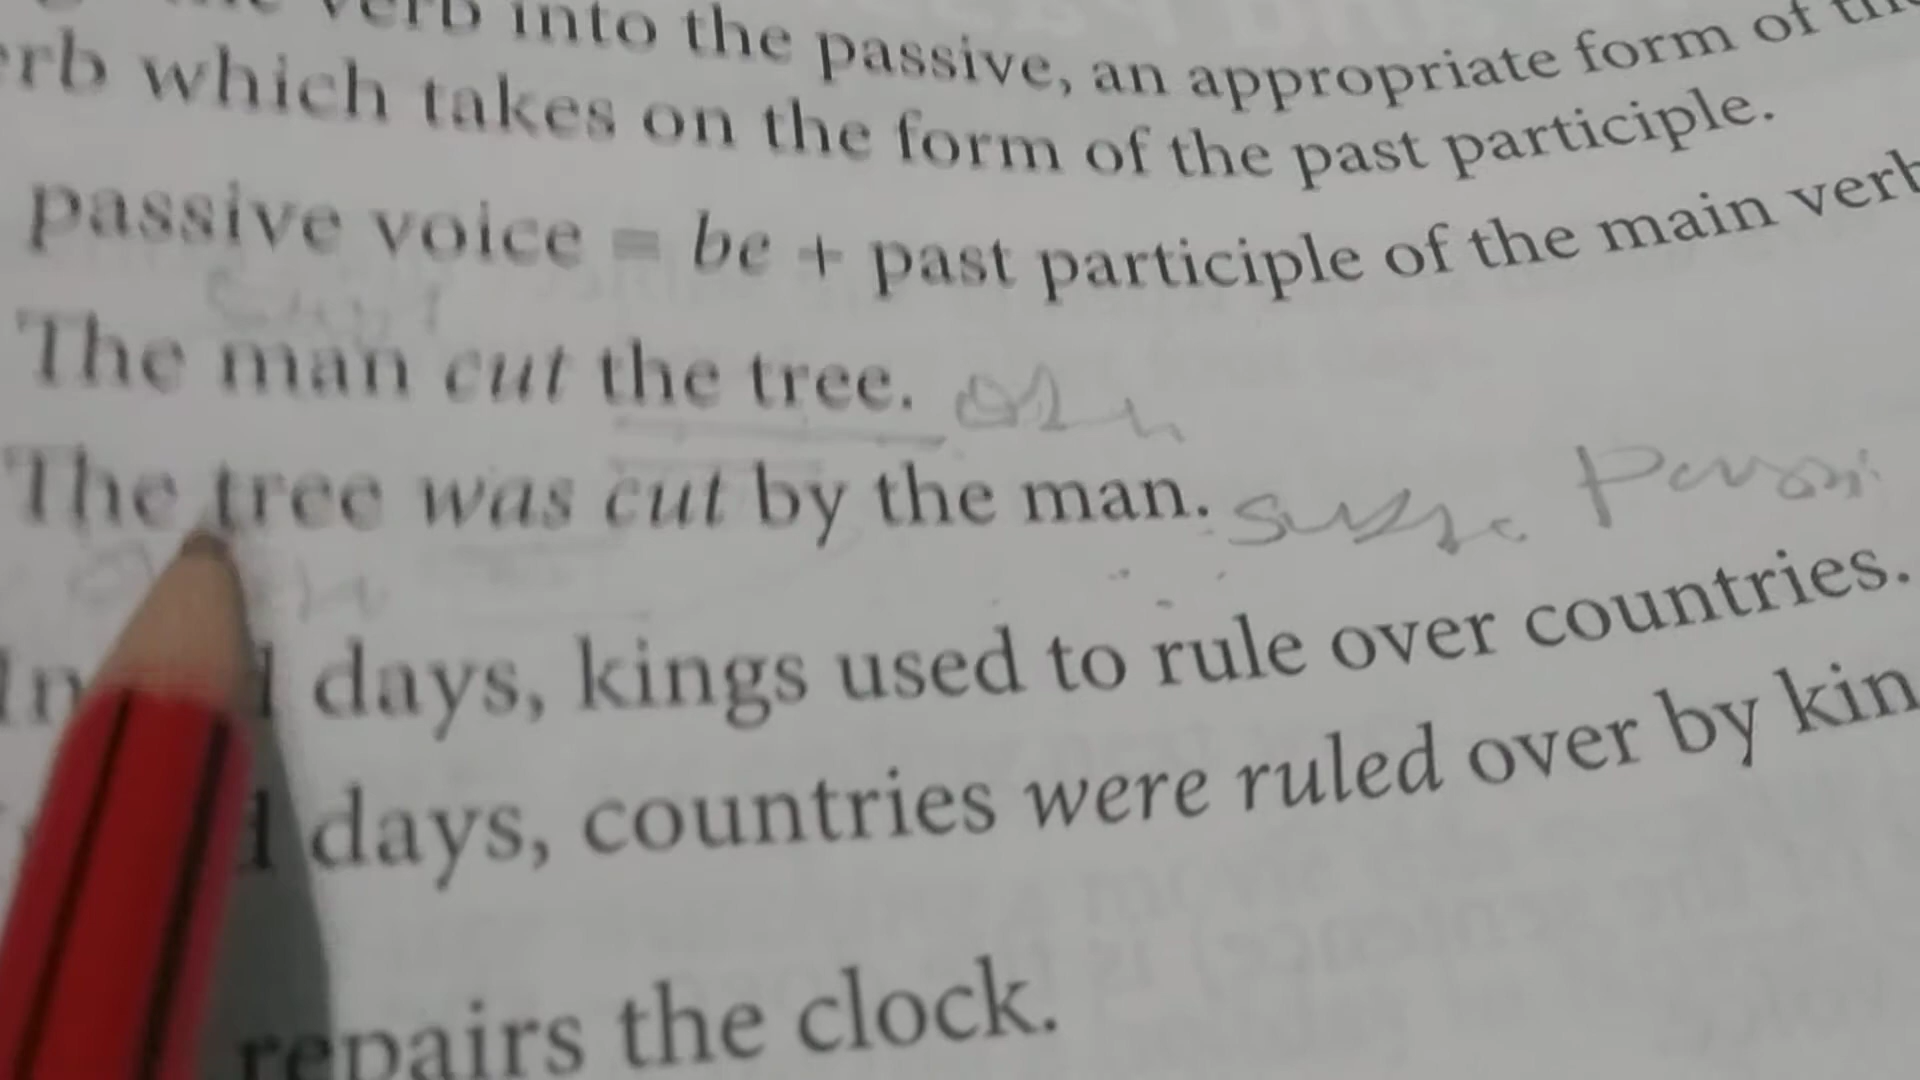 verb into the passive, an appropriate form of
which takes on the form of the past participle.
passive voice = be + past participle of the main verb
The man cut the tree.
The tree was cut by the man.
days, kings used to rule over countries.
days, countries were ruled over by
repairs the clock.